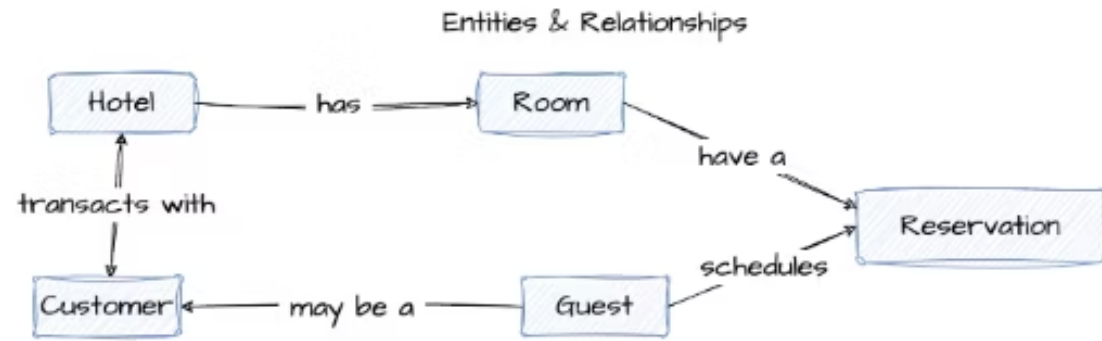 Entities & Relationships
Hotel
has
Room
have a
transacts with
Reservation
schedules
Customer
may be a
Guest